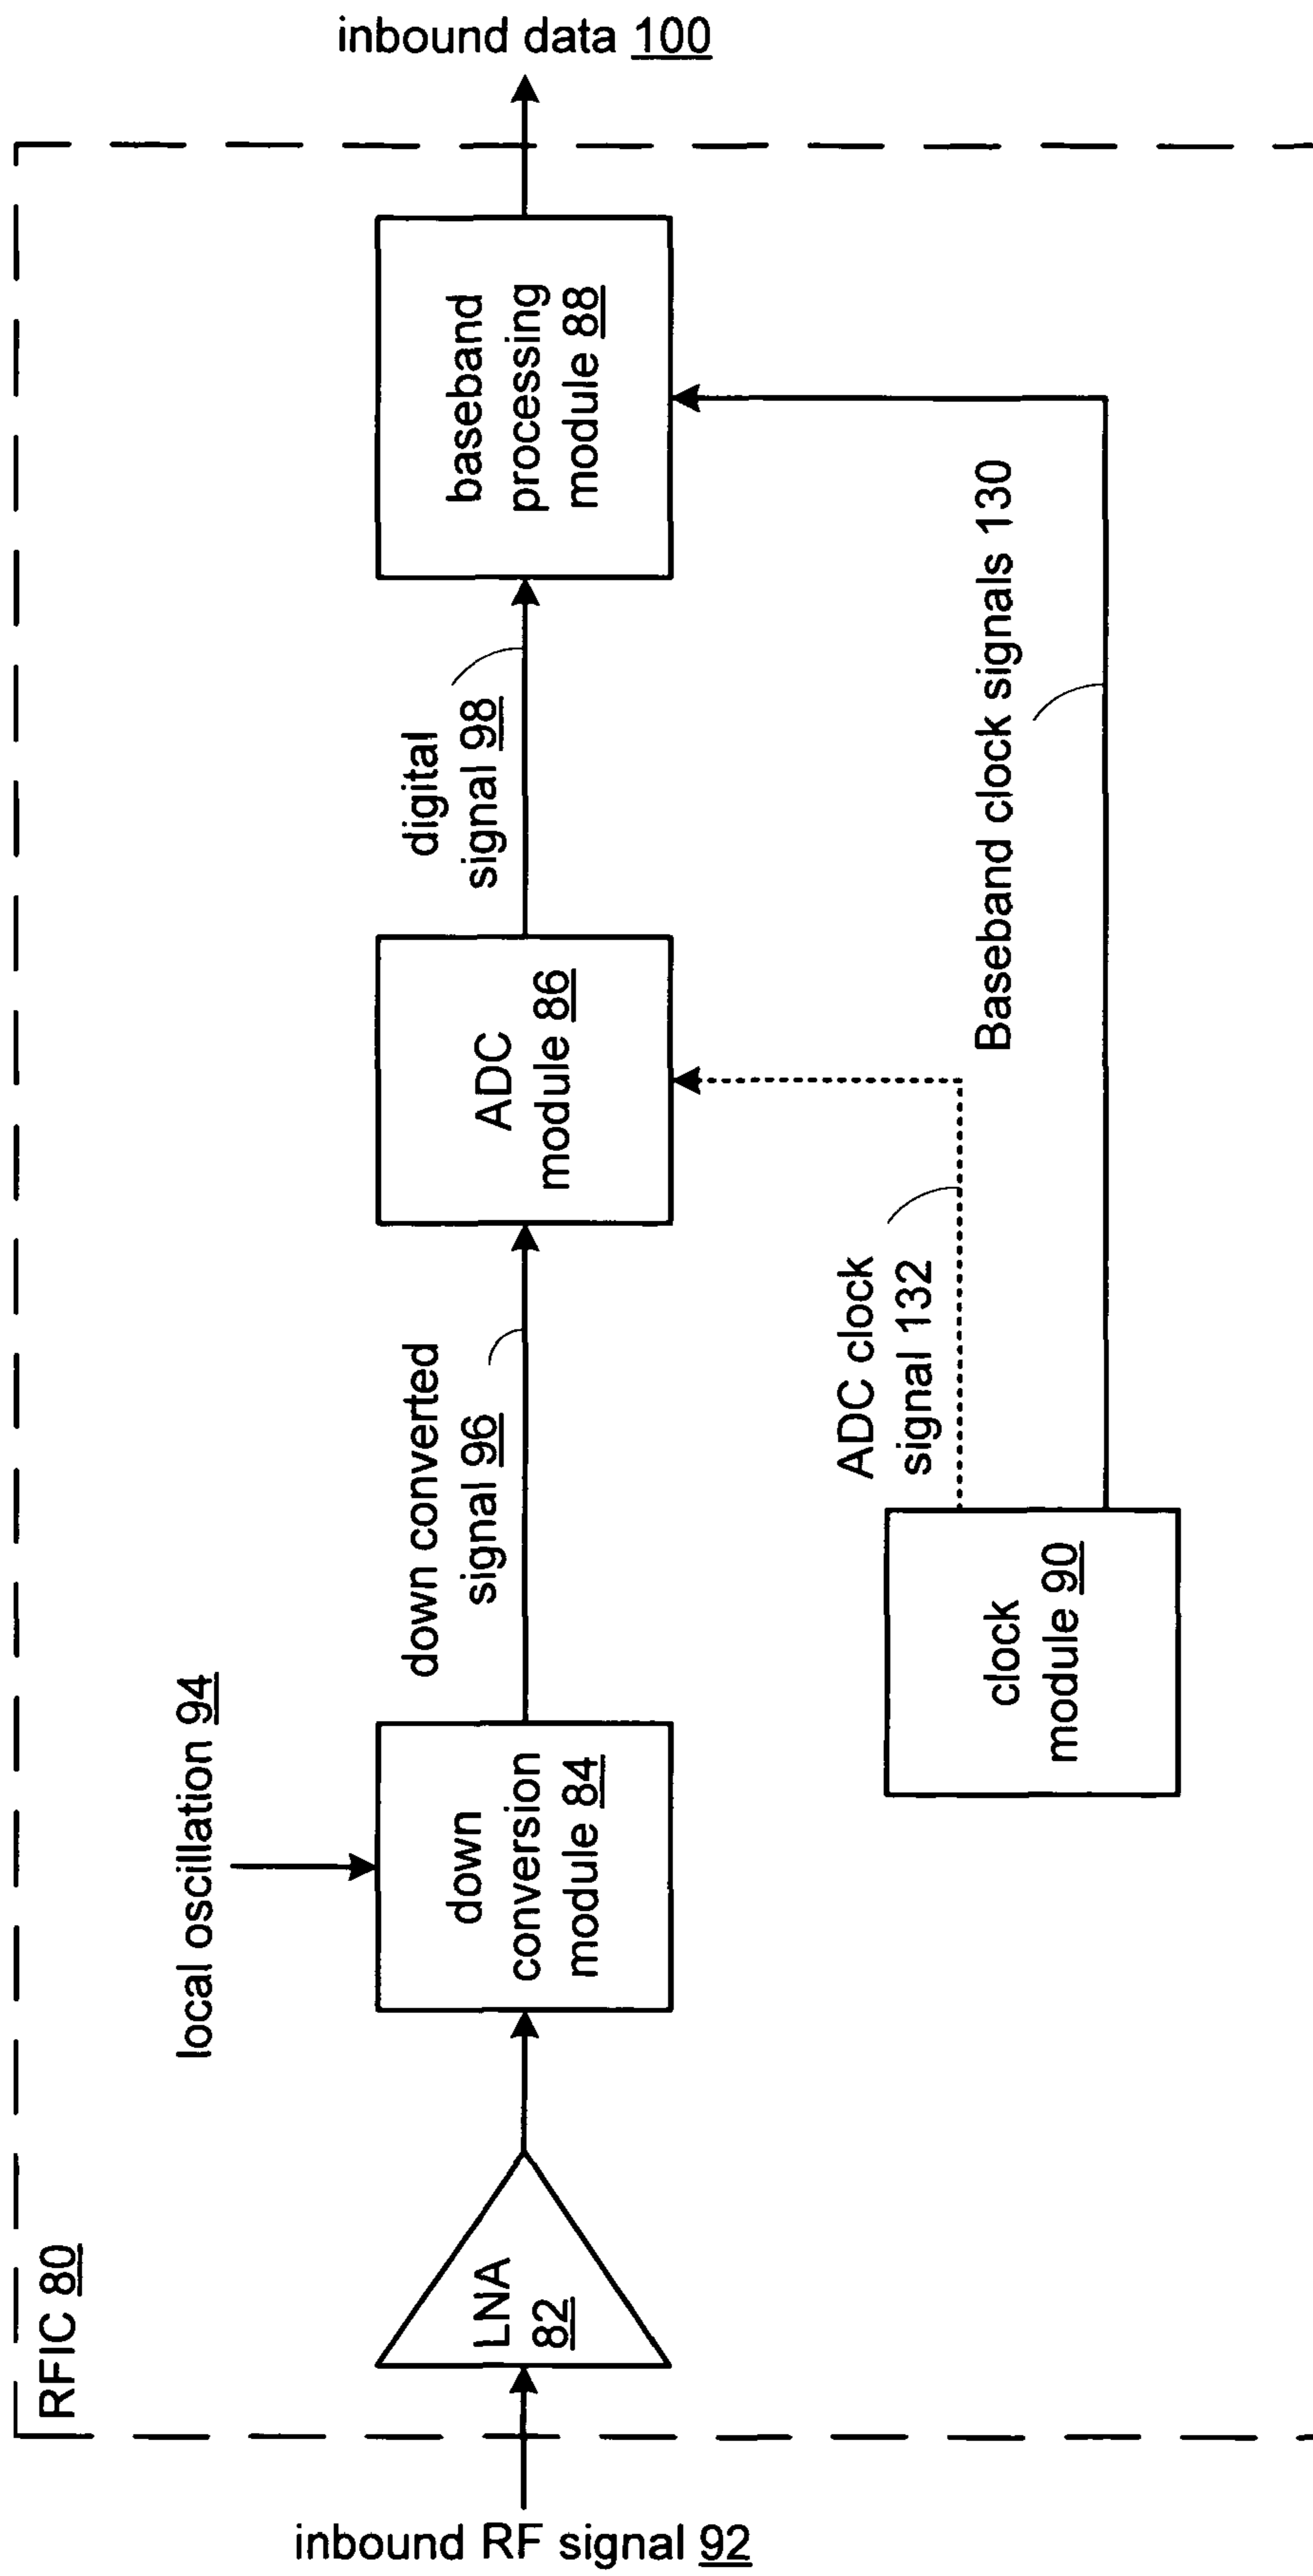 RFIC 80
inbound RF signal 92
LNA
82
local oscillation 94
down
conversion
module 84
down converted
signal 96
ADC
module 86
digital
signal 98
baseband
processing
module 88
inbound data 100
clock
module 90
ADC clock
signal 132
Baseband clock signals 130